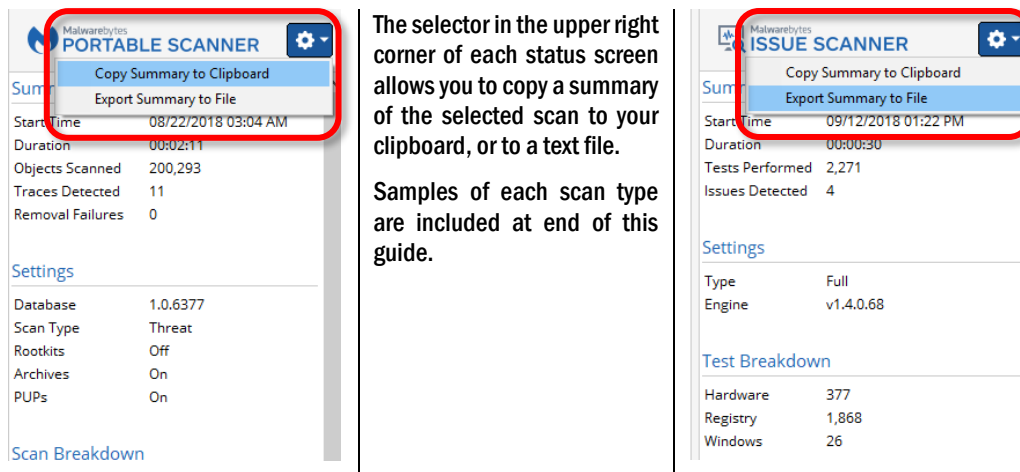 Malwarebytes
PORTABLE SCANNER
Copy Summary to Clipboard
Export Summary to File
Start Time 08/22/2018 03:04 AM
Duration 00:02:11
Objects Scanned 200,293
Traces Detected 11
Removal Failures 0
Settings
Database 1.0.6377
Scan Type Threat
Rootkits Off
Archives On
PUPs On
Scan Breakdown
The selector in the upper right
corner of each status screen
allows you to copy a summary
of the selected scan to your
clipboard, or to a text file.
Samples of each scan type
are included at end of this
guide.
Malwarebytes
ISSUE SCANNER
Copy Summary to Clipboard
Export Summary to File
Start Time 09/12/2018 01:22 PM
Duration 00:00:30
Tests Performed 2,271
Issues Detected 4
Settings
Type Full
Engine v1.4.0.68
Test Breakdown
Hardware 377
Registry 1,868
Windows 26